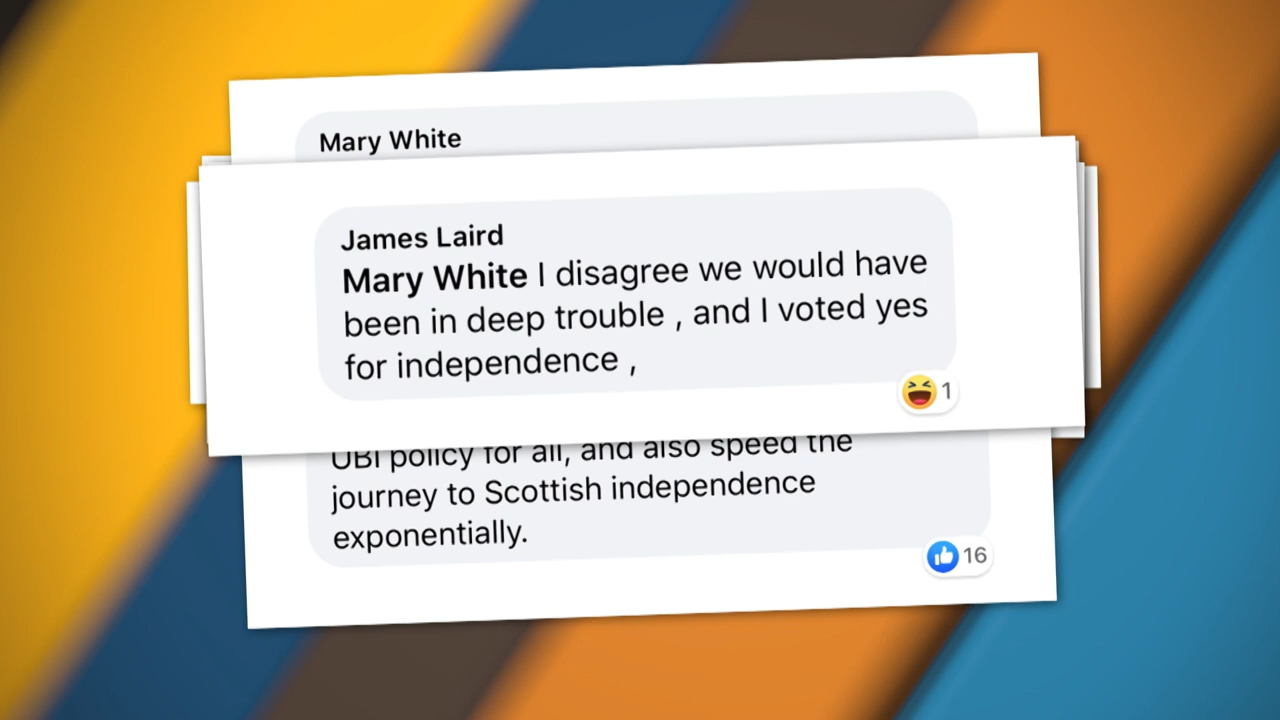 Mary White
James Laird
Mary White I disagree we would have
been in deep trouble , and I voted yes
for independence ,
1
UBI policy for all, and also speed the
journey to Scottish independence
exponentially.
16